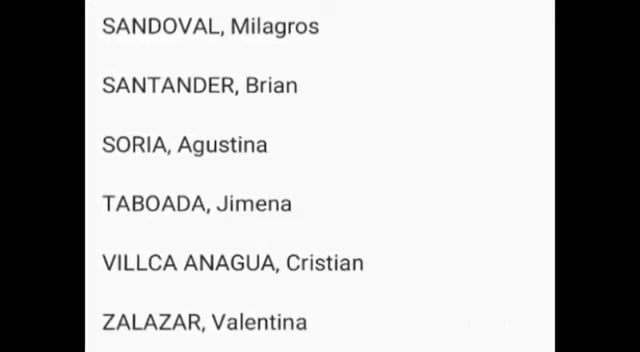 SANDOVAL, Milagros
SANTANDER, Brian
SORIA, Agustina
TABOADA, Jimena
VILLCA ANAGUA, Cristian
ZALAZAR, Valentina